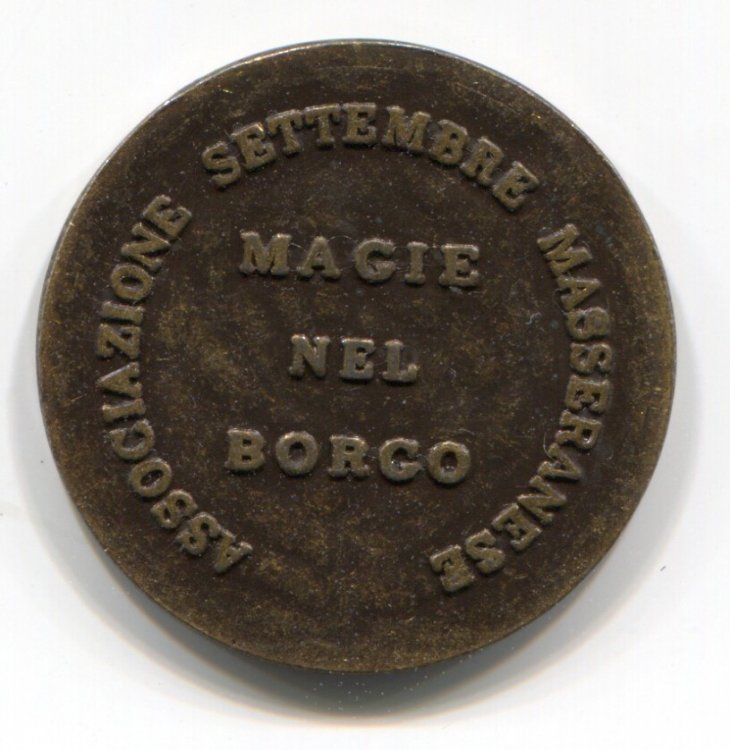 ASSOCIAZIONE SETTEMBRE MASSERANESE
MAGIE
NEL
BORGO